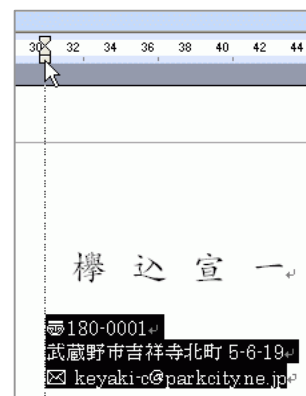 30 32 34 36 38 40 42 44
欅 込 宣 一↵
〠180-0001↵
武蔵野市吉祥寺北町 5-6-19↵
✉ keyaki-c@parkcity.ne.jp↵